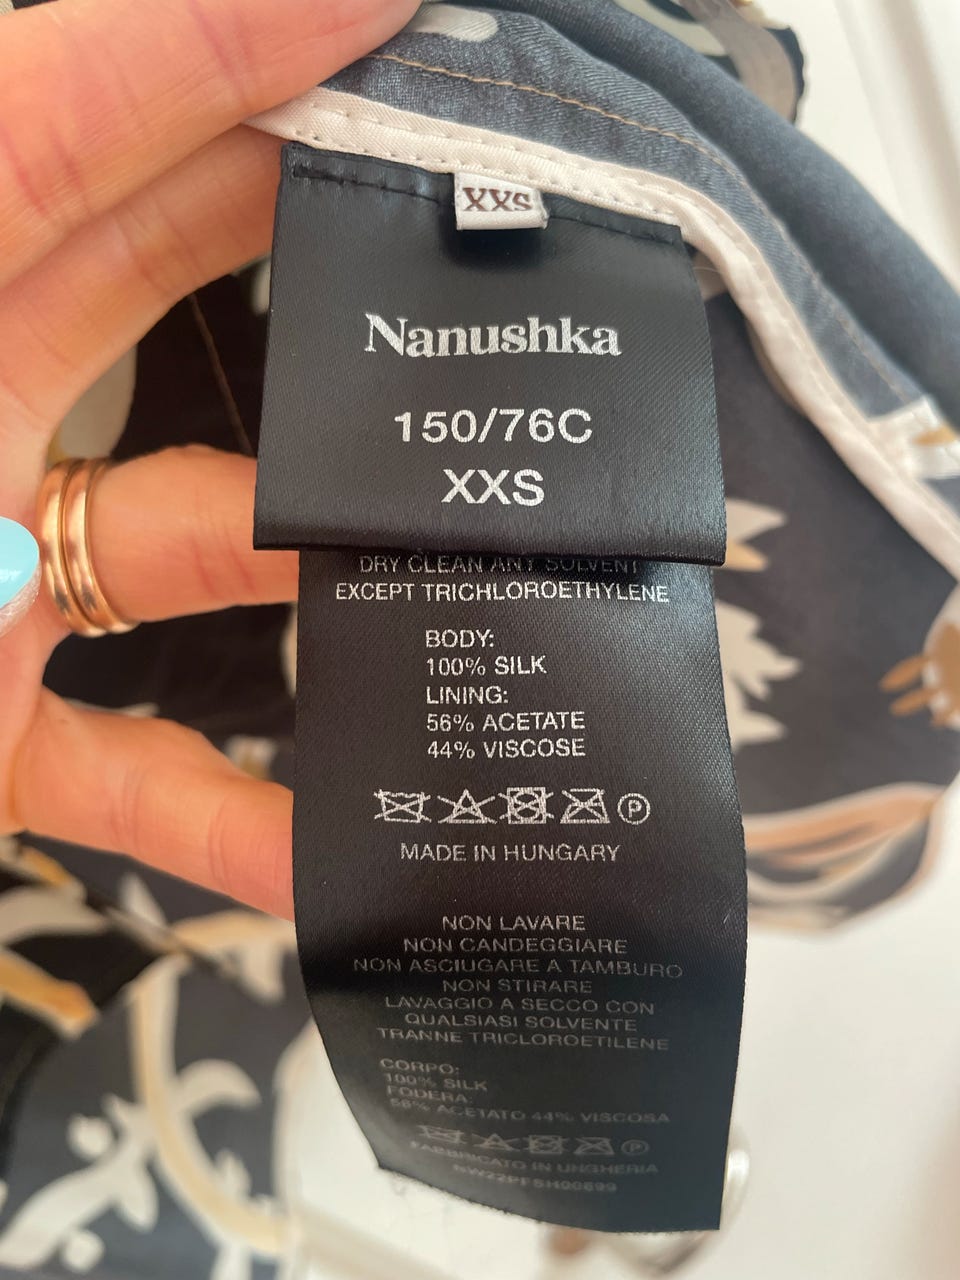 XXS
Nanushka
150/76C
XXS
DRY CLEAN ANY SOLVENT
EXCEPT TRICHLOROETHYLENE
BODY:
100% SILK
LINING:
56% ACETATE
44% VISCOSE
P
MADE IN HUNGARY
NON LAVARE
NON CANDEGGIARE
NON ASCIUGARE A TAMBURO
NON STIRARE
LAVAGGIO A SECCO CON
QUALSIASI SOLVENTE
TRANNE TRICLOROETILENE
CORPO:
100% SILK
FODERA:
56% ACETATO 44% VISCOSA
P
FABBRICATO IN UNGHERIA